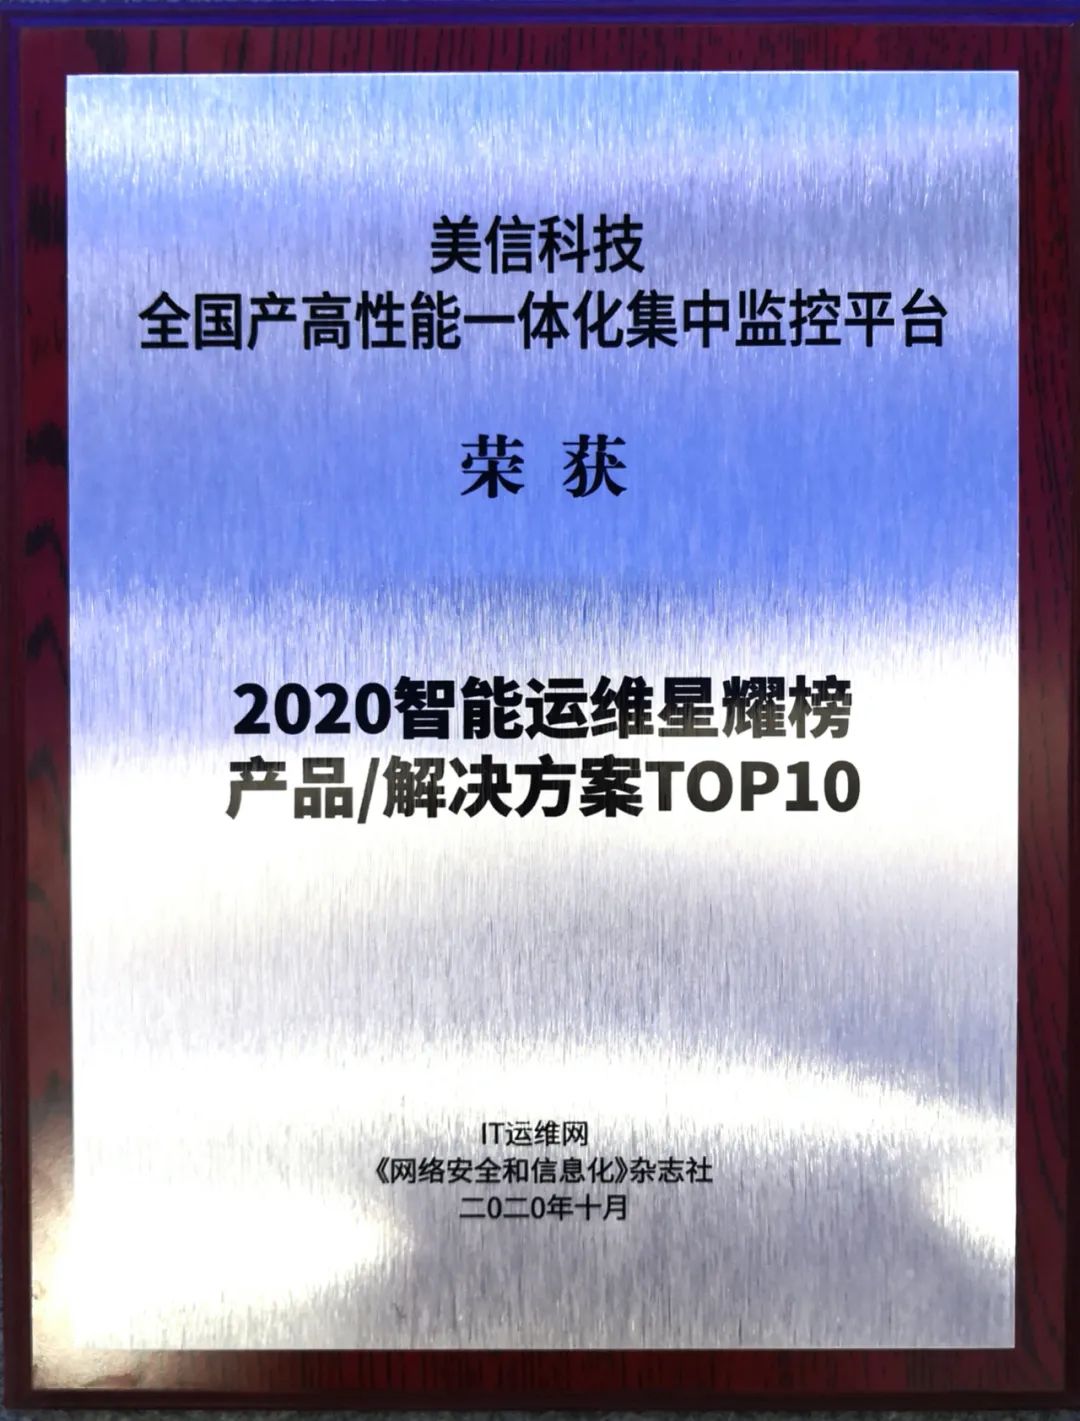 美信科技
全国产高性能一体化集中监控平台
荣 获
2020智能运维星耀榜
产品/解决方案TOP10
IT运维网
《网络安全和信息化》杂志社
二0二0年十月